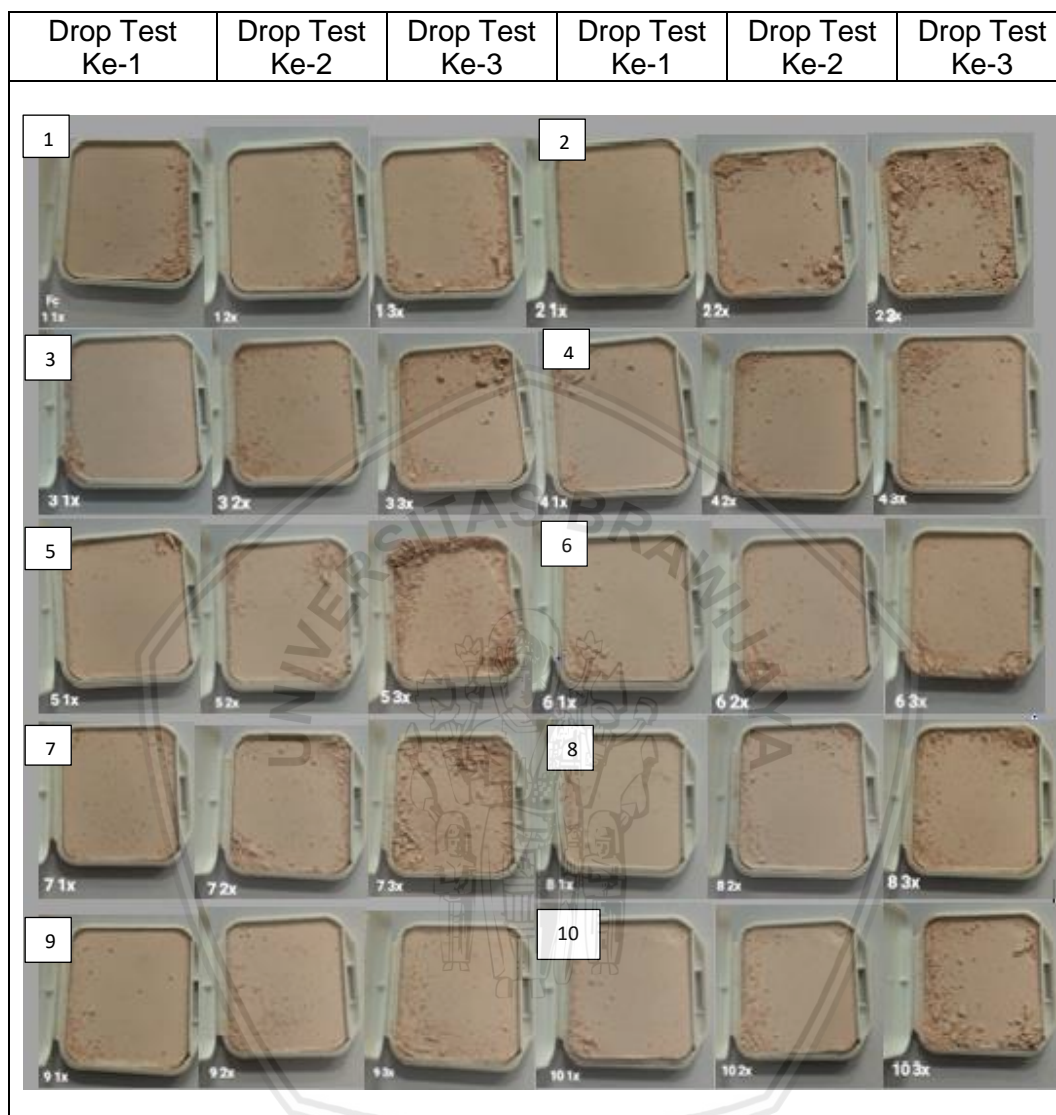 Drop Test Ke-1
Drop Test Ke-2
Drop Test Ke-3
Drop Test Ke-1
Drop Test Ke-2
Drop Test Ke-3
1
2
Fc
1 1x
1 2x
1 3x
2 1x
2 2x
2 3x
3
4
3 1x
3 2x
3 3x
4 1x
4 2x
4 3x
5
6
5 1x
5 2x
5 3x
6 1x
6 2x
6 3x
7
8
7 1x
7 2x
7 3x
8 1x
8 2x
8 3x
9
10
9 1x
9 2x
9 3x
10 1x
10 2x
10 3x
UNIVERSITAS BRAWIJAYA